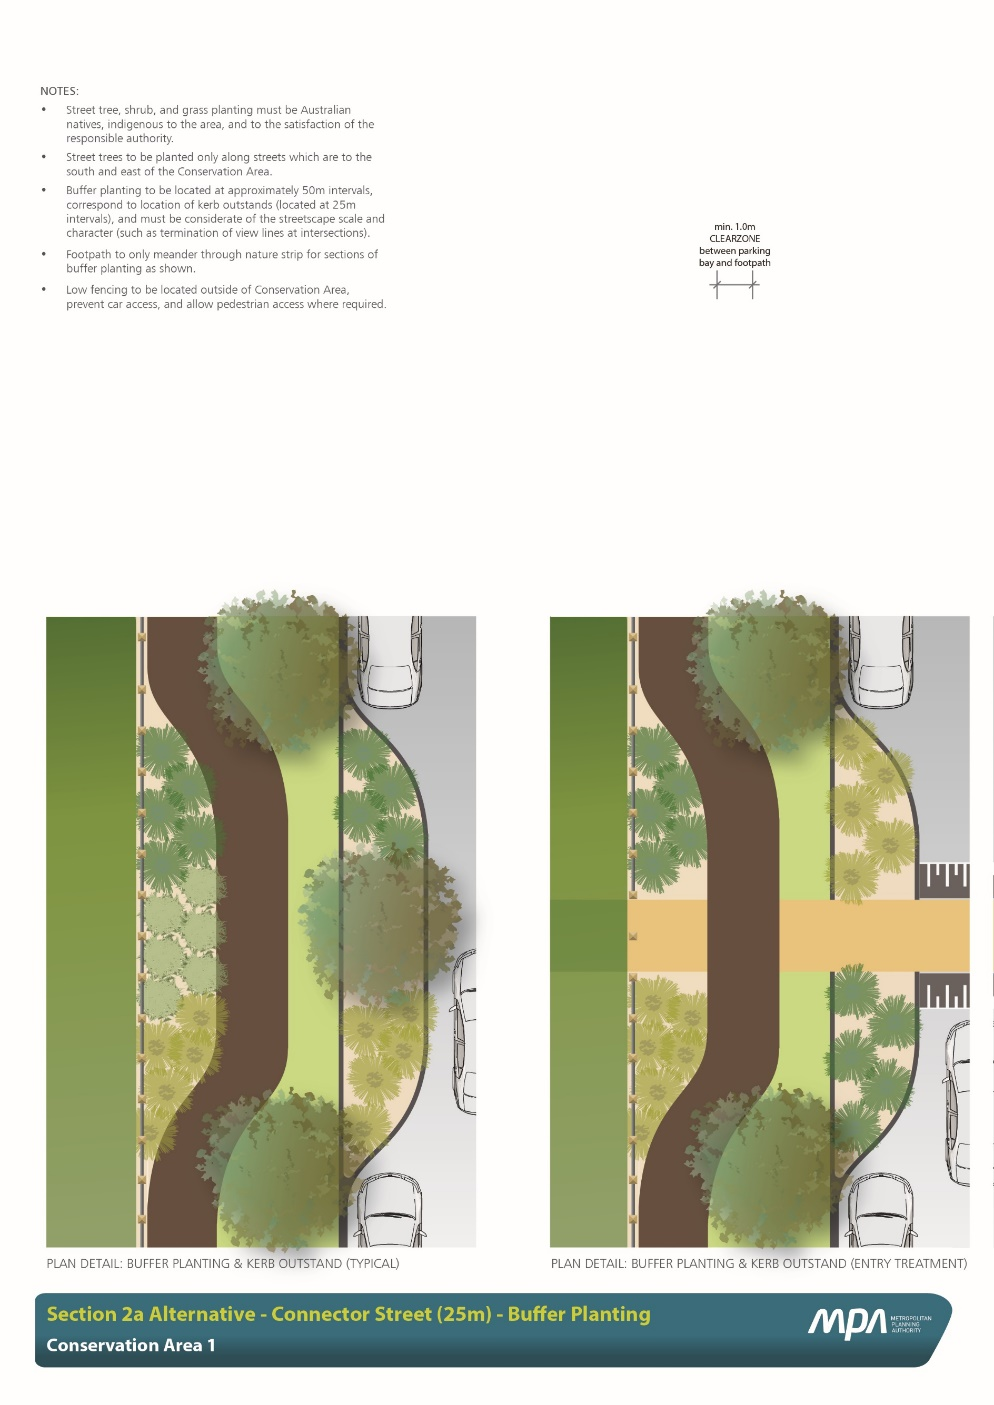 NOTES:
• Street tree, shrub, and grass planting must be Australian
natives, indigenous to the area, and to the satisfaction of the
responsible authority.
• Street trees to be planted only along streets which are to the
south and east of the Conservation Area.
• Buffer planting to be located at approximately 50m intervals,
correspond to location of kerb outstands (located at 25m
intervals), and must be considerate of the streetscape scale and
character (such as termination of view lines at intersections).
• Footpath to only meander through nature strip for sections of
buffer planting as shown.
• Low fencing to be located outside of Conservation Area,
prevent car access, and allow pedestrian access where required.
min. 1.0m
CLEARZONE
between parking
bay and footpath
PLAN DETAIL: BUFFER PLANTING & KERB OUTSTAND (TYPICAL)
PLAN DETAIL: BUFFER PLANTING & KERB OUTSTAND (ENTRY TREATMENT)
Section 2a Alternative - Connector Street (25m) - Buffer Planting
Conservation Area 1
MPA
METROPOLITAN
PLANNING
AUTHORITY